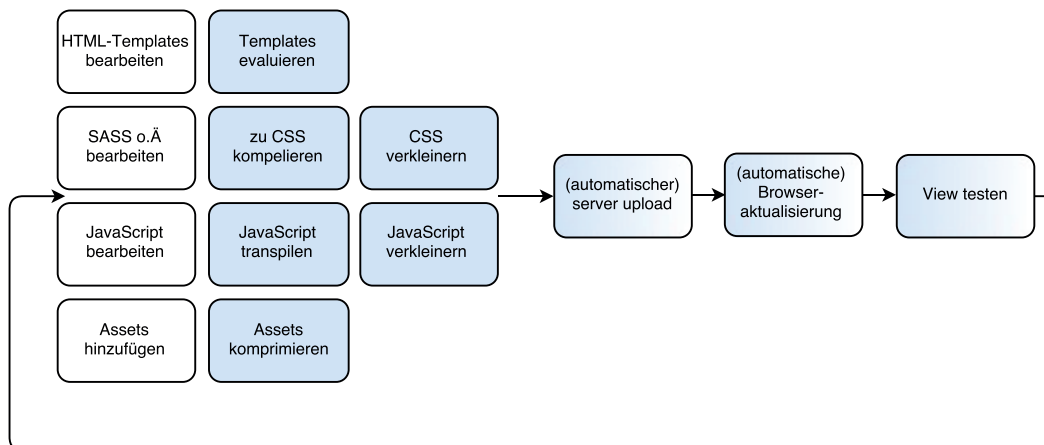 HTML-Templates
bearbeiten
Templates
evaluieren
SASS o.Ä
bearbeiten
zu CSS
kompelieren
CSS
verkleinern
JavaScript
bearbeiten
JavaScript
transpilen
JavaScript
verkleinern
Assets
hinzufügen
Assets
komprimieren
(automatischer)
server upload
(automatische)
Browser-
aktualisierung
View testen